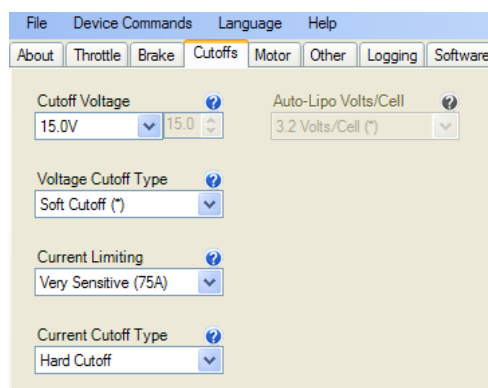 File Device Commands Language Help
About Throttle Brake Cutoffs Motor Other Logging Software
Cutoff Voltage Auto-Lipo Volts/Cell
15.0V 15.0 3.2 Volts/Cell (*)
Voltage Cutoff Type
Soft Cutoff (*)
Current Limiting
Very Sensitive (75A)
Current Cutoff Type
Hard Cutoff